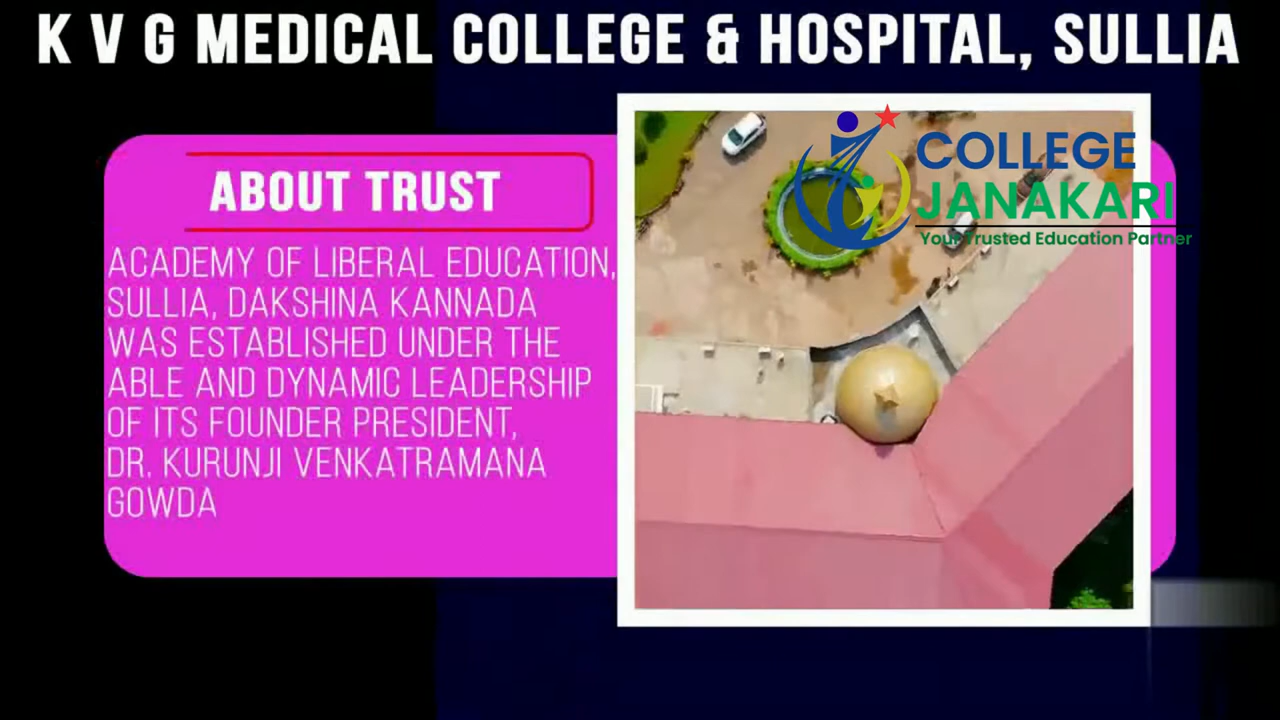 K V G MEDICAL COLLEGE & HOSPITAL, SULLIA
ABOUT TRUST
ACADEMY OF LIBERAL EDUCATION,
SULLIA, DAKSHINA KANNADA
WAS ESTABLISHED UNDER THE
ABLE AND DYNAMIC LEADERSHIP
OF ITS FOUNDER PRESIDENT,
DR. KURUNJI VENKATRAMANA
GOWDA
COLLEGE
JANAKARI
Your Trusted Education Partner